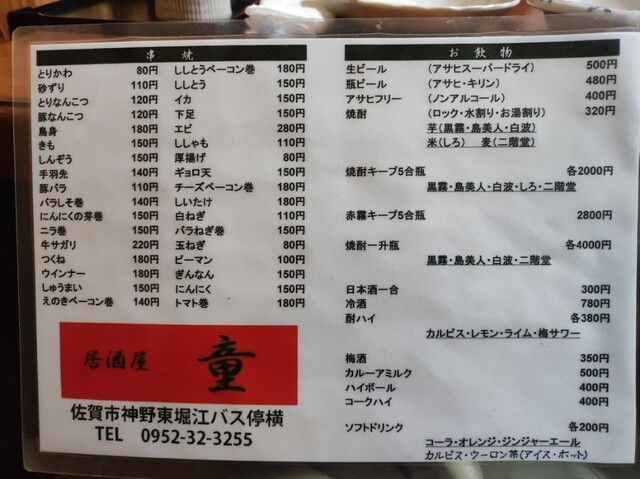 串焼
とりかわ 80円 ししとうベーコン巻 180円
砂ずり 110円 ししとう 150円
とりなんこつ 120円 イカ 150円
豚なんこつ 120円 下足 150円
鳥身 180円 エビ 280円
きも 150円 ししゃも 110円
しんぞう 150円 厚揚げ 80円
手羽先 140円 ギョロ天 150円
豚バラ 110円 チーズベーコン巻 180円
バラしそ巻 140円 しいたけ 180円
にんにくの芽巻 150円 白ねぎ 110円
ニラ巻 150円 バラねぎ巻 150円
牛サガリ 220円 玉ねぎ 80円
つくね 180円 ピーマン 100円
ウインナー 180円 ぎんなん 150円
しゅうまい 150円 にんにく 150円
えのきベーコン巻 140円 トマト巻 180円
居酒屋 童
佐賀市神野東堀江バス停横
TEL 0952-32-3255
お飲物
生ビール (アサヒスーパードライ) 500円
瓶ビール (アサヒ・キリン) 480円
アサヒフリー (ノンアルコール) 400円
焼酎 (ロック・水割り・お湯割り) 320円
芋(黒霧・島美人・白波)
米(しろ) 麦(二階堂)
焼酎キープ5合瓶 各2000円
黒霧・島美人・白波・しろ・二階堂
赤霧キープ5合瓶 2800円
焼酎一升瓶 各4000円
黒霧・島美人・白波・二階堂
日本酒一合 300円
冷酒 780円
酎ハイ 各380円
カルピス・レモン・ライム・梅サワー
梅酒 350円
カルーアミルク 500円
ハイボール 400円
コークハイ 400円
ソフトドリンク 各200円
コーラ・オレンジ・ジンジャーエール
カルピス・ウーロン茶(アイス・ホット)